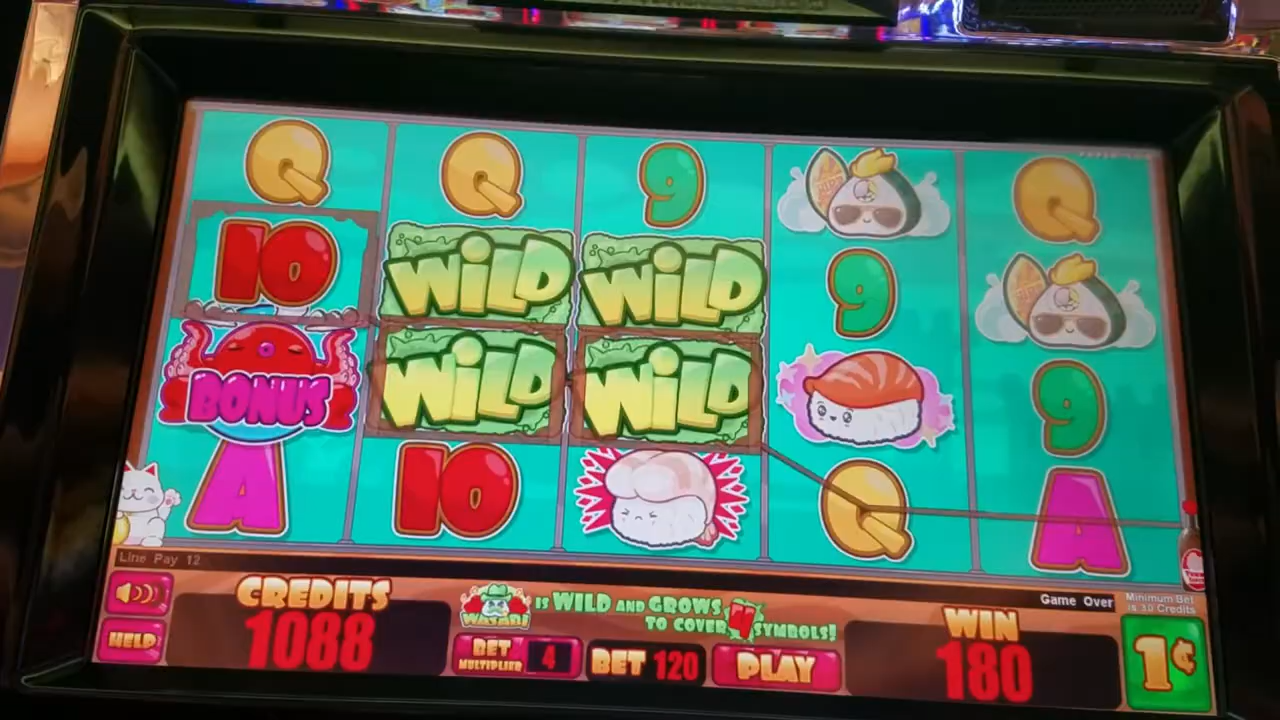 Q Q 9 Q
10 WILD WILD 9
BONUS WILD WILD 9
A 10 Q A
Line Pay 12
Game Over
Minimum Bet
is 30 Credits
CREDITS
1088
WASABI IS WILD AND GROWS
TO COVER 4 SYMBOLS!
WIN
180
HELP
BET
MULTIPLIER 4
BET 120
PLAY
1¢